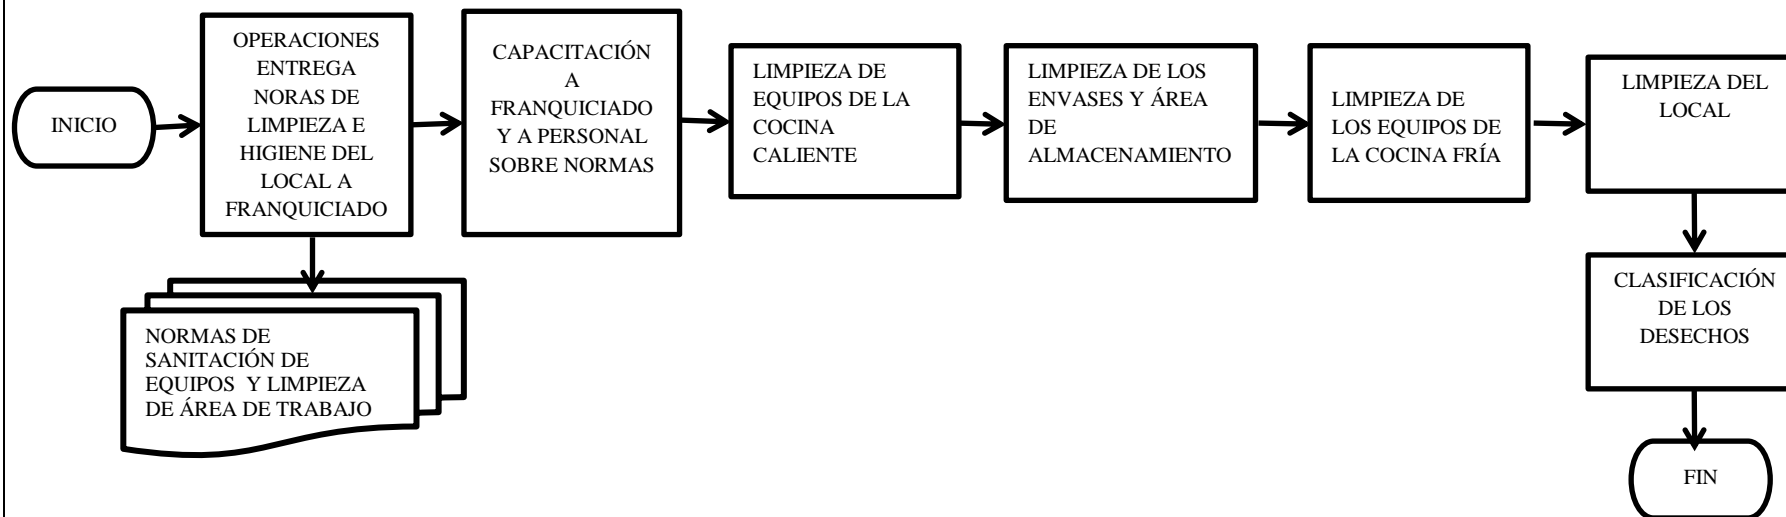 INICIO
OPERACIONES
ENTREGA
NORAS DE
LIMPIEZA E
HIGIENE DEL
LOCAL A
FRANQUICIADO
NORMAS DE
SANITACIÓN DE
EQUIPOS Y LIMPIEZA
DE ÁREA DE TRABAJO
CAPACITACIÓN
A
FRANQUICIADO
Y A PERSONAL
SOBRE NORMAS
LIMPIEZA DE
EQUIPOS DE LA
COCINA
CALIENTE
LIMPIEZA DE LOS
ENVASES Y ÁREA
DE
ALMACENAMIENTO
LIMPIEZA DE
LOS EQUIPOS DE
LA COCINA FRÍA
LIMPIEZA DEL
LOCAL
CLASIFICACIÓN
DE LOS
DESECHOS
FIN